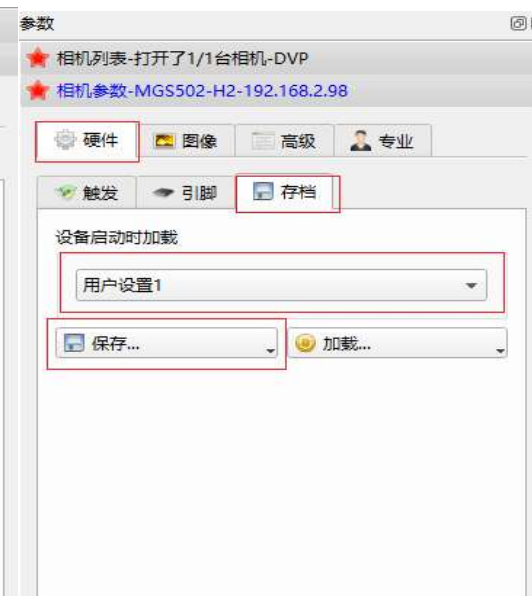 参数
相机列表-打开了1/1台相机-DVP
相机参数-MGS502-H2-192.168.2.98
硬件 图像 高级 专业
触发 引脚 存档
设备启动时加载
用户设置1
保存... 加载...